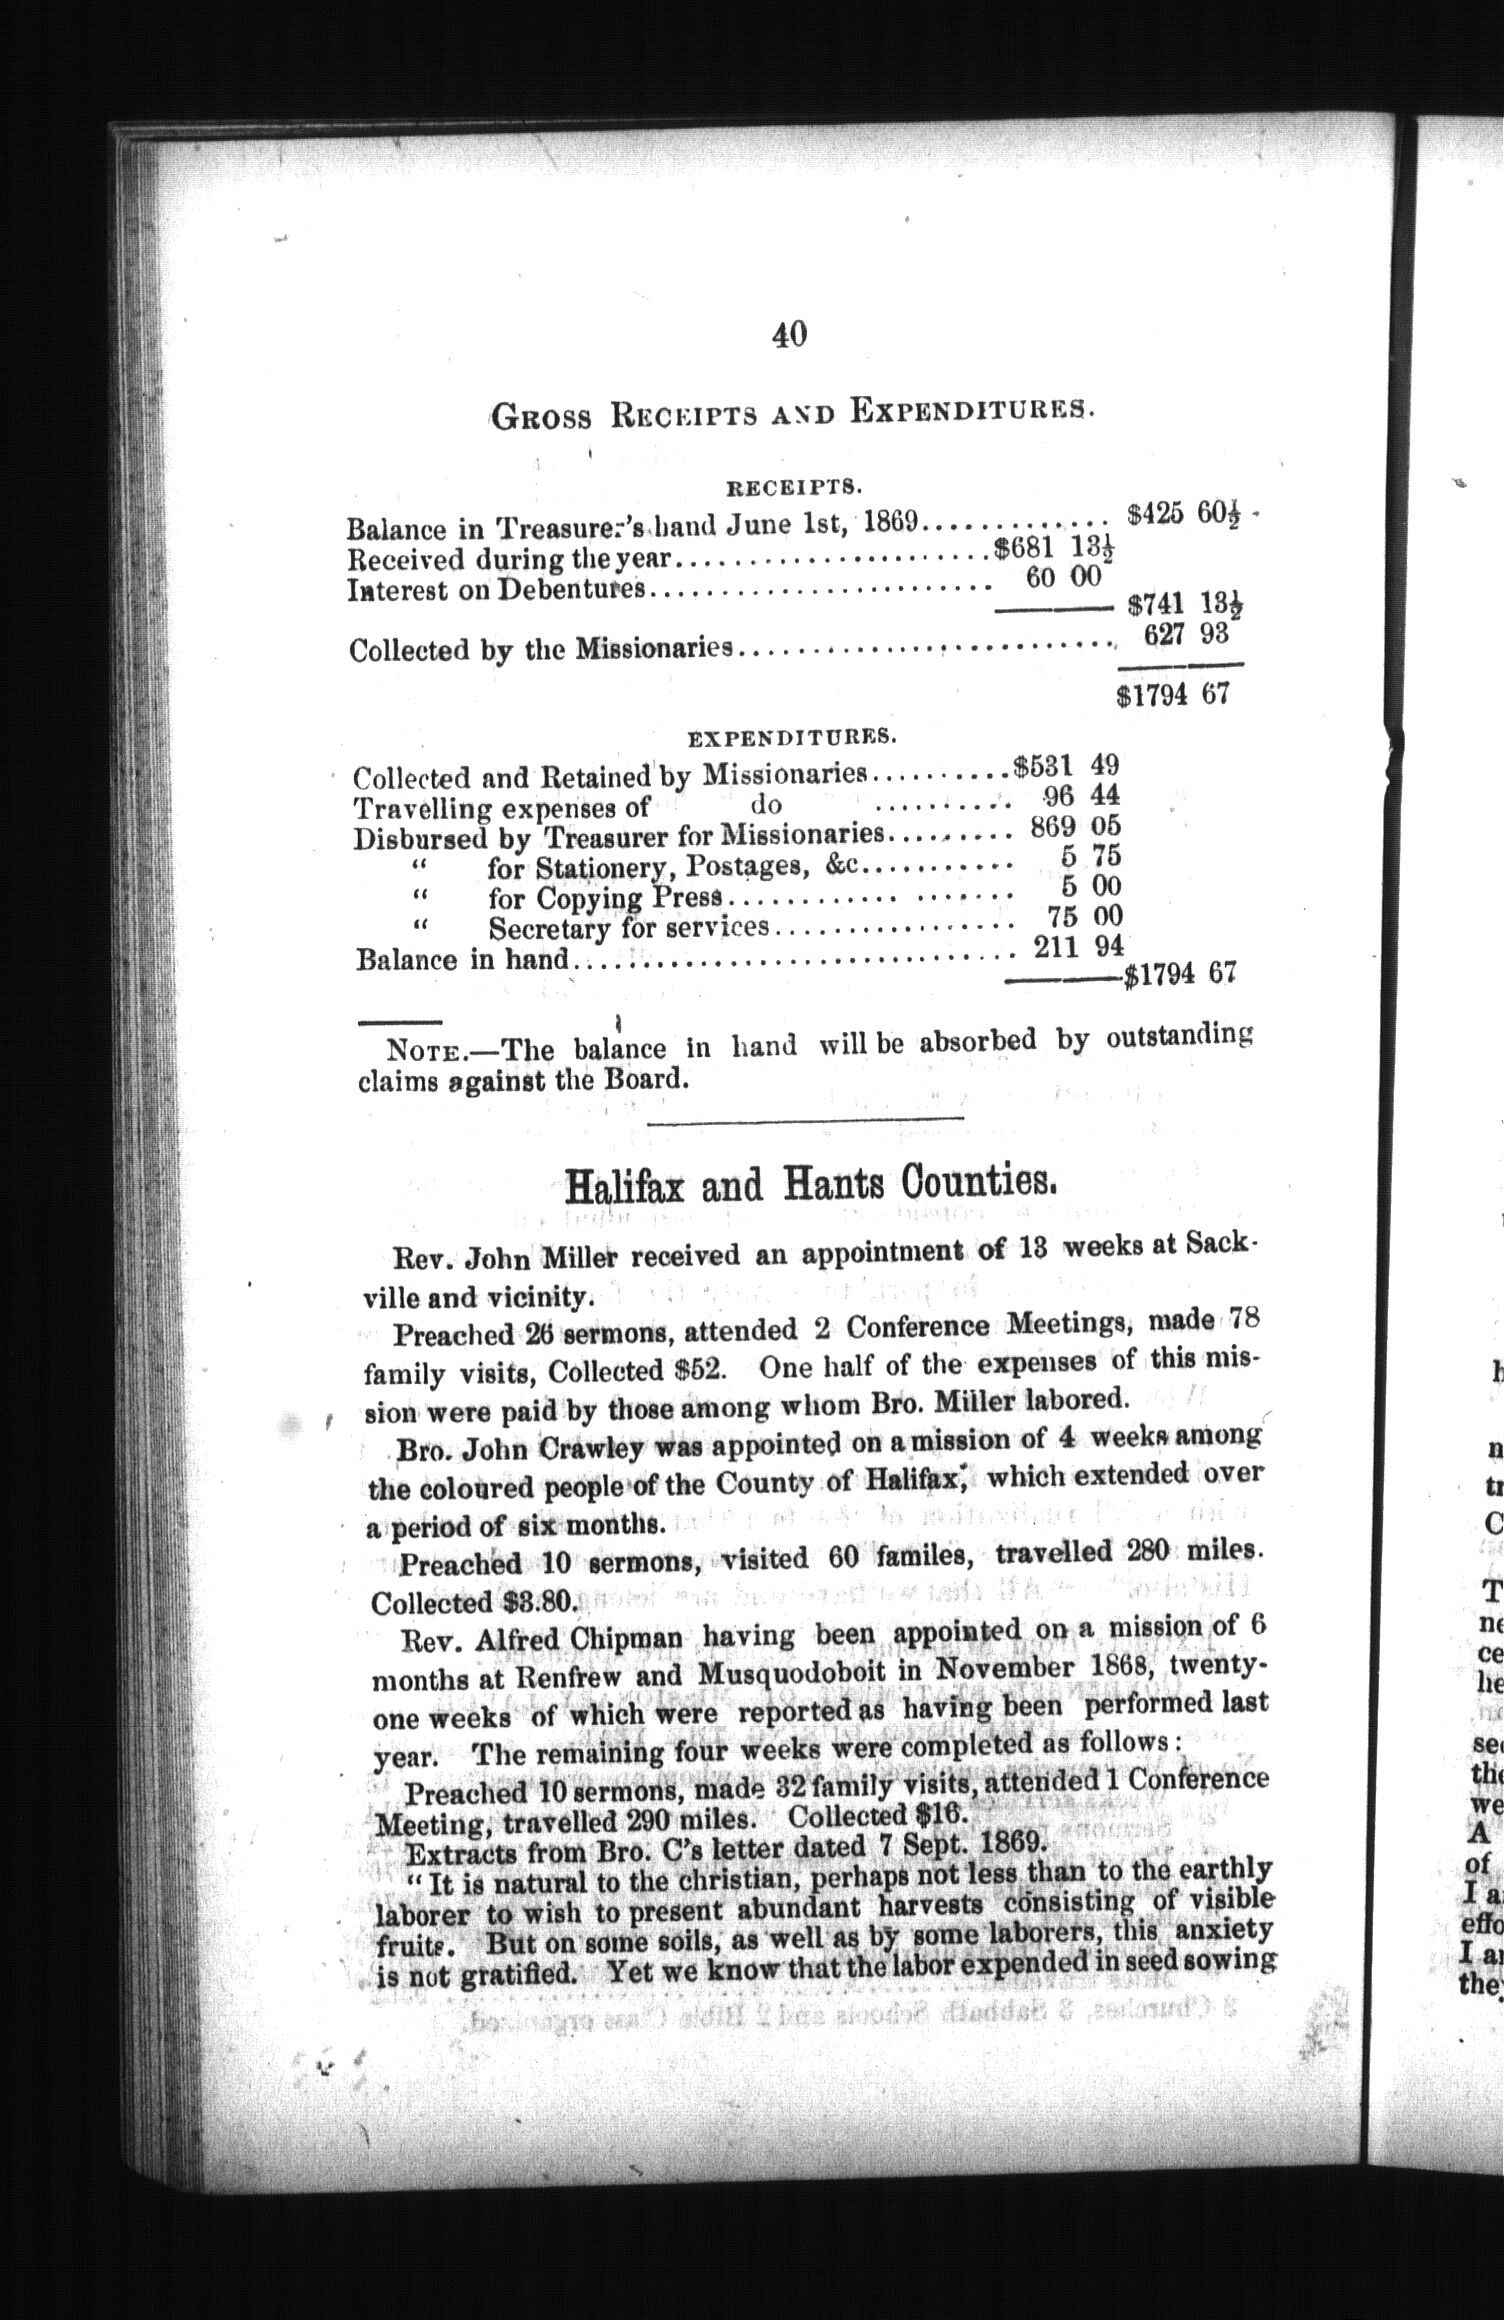 40
GROSS RECEIPTS AND EXPENDITURES.
RECEIPTS.
Balance in Treasurer's hand June 1st, 1869............. $425 60½
Received during the year......................$681 13½
Interest on Debentures........................ 60 00
$741 13½
Collected by the Missionaries.......................... 627 93
$1794 67
EXPENDITURES.
Collected and Retained by Missionaries..........$531 49
Travelling expenses of do .......... 96 44
Disbursed by Treasurer for Missionaries......... 869 05
“ for Stationery, Postages, &c........... 5 75
“ for Copying Press................... 5 00
“ Secretary for services................. 75 00
Balance in hand............................... 211 94
$1794 67
NOTE.—The balance in hand will be absorbed by outstanding
claims against the Board.
Halifax and Hants Counties.
Rev. John Miller received an appointment of 13 weeks at Sack-
ville and vicinity.
Preached 26 sermons, attended 2 Conference Meetings, made 78
family visits, Collected $52. One half of the expenses of this mis-
sion were paid by those among whom Bro. Miller labored.
Bro. John Crawley was appointed on a mission of 4 weeks among
the coloured people of the County of Halifax, which extended over
a period of six months.
Preached 10 sermons, visited 60 familes, travelled 280 miles.
Collected $3.80.
Rev. Alfred Chipman having been appointed on a mission of 6
months at Renfrew and Musquodoboit in November 1868, twenty-
one weeks of which were reported as having been performed last
year. The remaining four weeks were completed as follows:
Preached 10 sermons, made 32 family visits, attended 1 Conference
Meeting, travelled 290 miles. Collected $16.
Extracts from Bro. C's letter dated 7 Sept. 1869.
“It is natural to the christian, perhaps not less than to the earthly
laborer to wish to present abundant harvests consisting of visible
fruits. But on some soils, as well as by some laborers, this anxiety
is not gratified. Yet we know that the labor expended in seed sowing